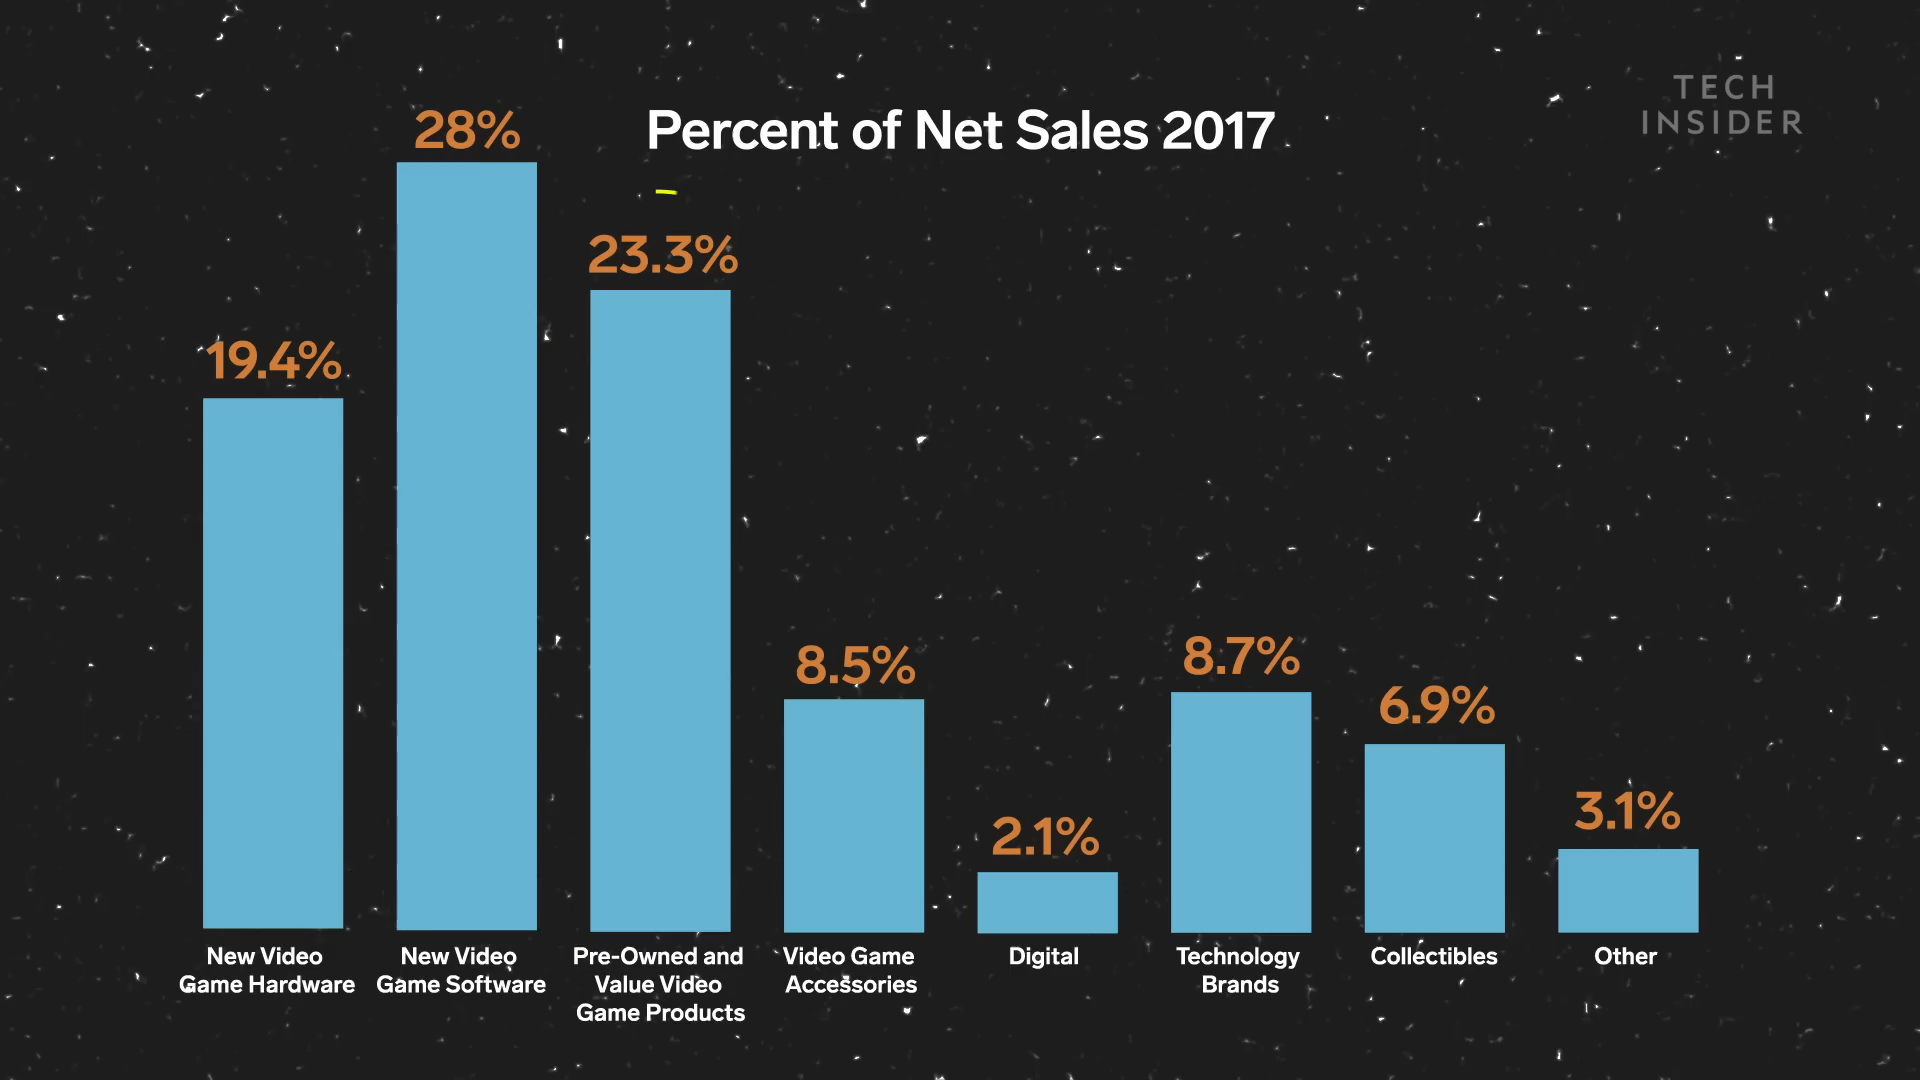 TECH
INSIDER
Percent of Net Sales 2017
19.4%
28%
23.3%
8.5%
2.1%
8.7%
6.9%
3.1%
New Video
Game Hardware
New Video
Game Software
Pre-Owned and
Value Video
Game Products
Video Game
Accessories
Digital
Technology
Brands
Collectibles
Other